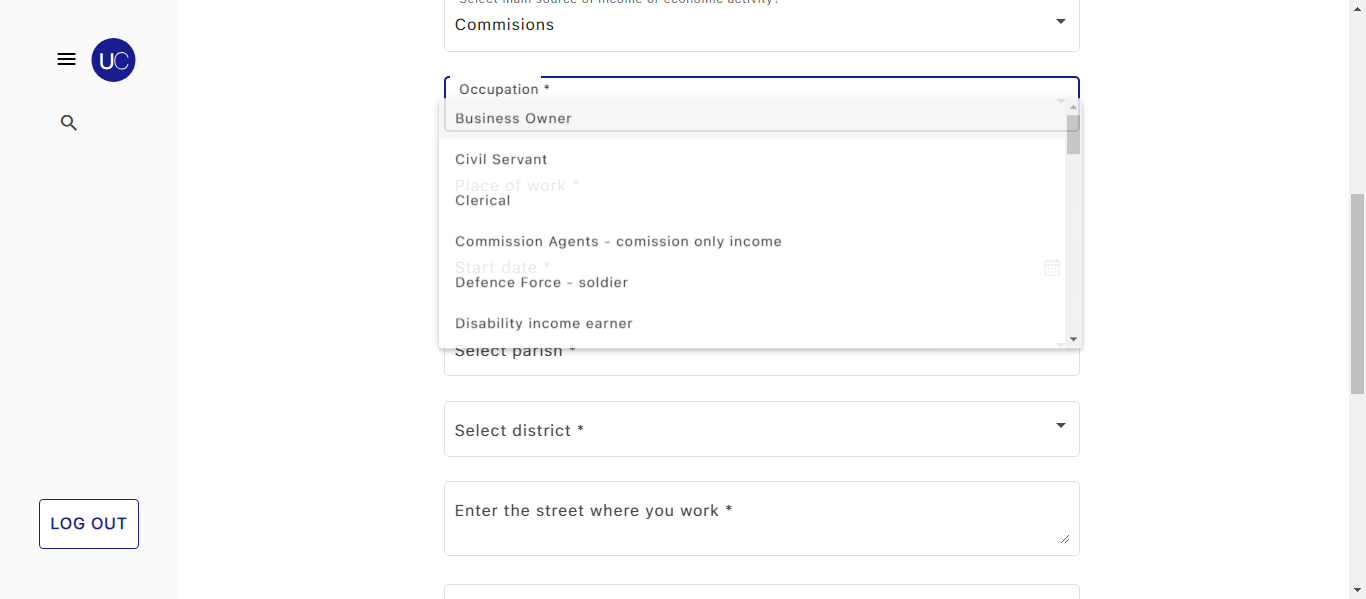 Select main source of income or economic activity?
Commisions
UC
Occupation *
Business Owner
Civil Servant
Place of work *
Clerical
Commission Agents - comission only income
Start date *
Defence Force - soldier
Disability income earner
Select parish *
Select district *
Enter the street where you work *
LOG OUT